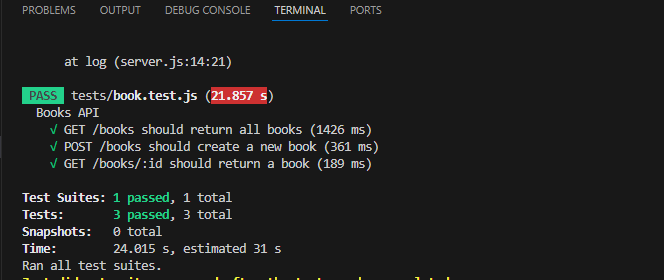 PROBLEMS OUTPUT DEBUG CONSOLE TERMINAL PORTS
at log (server.js:14:21)
PASS tests/book.test.js (21.857 s)
Books API
√ GET /books should return all books (1426 ms)
√ POST /books should create a new book (361 ms)
√ GET /books/:id should return a book (189 ms)
Test Suites: 1 passed, 1 total
Tests: 3 passed, 3 total
Snapshots: 0 total
Time: 24.015 s, estimated 31 s
Ran all test suites.